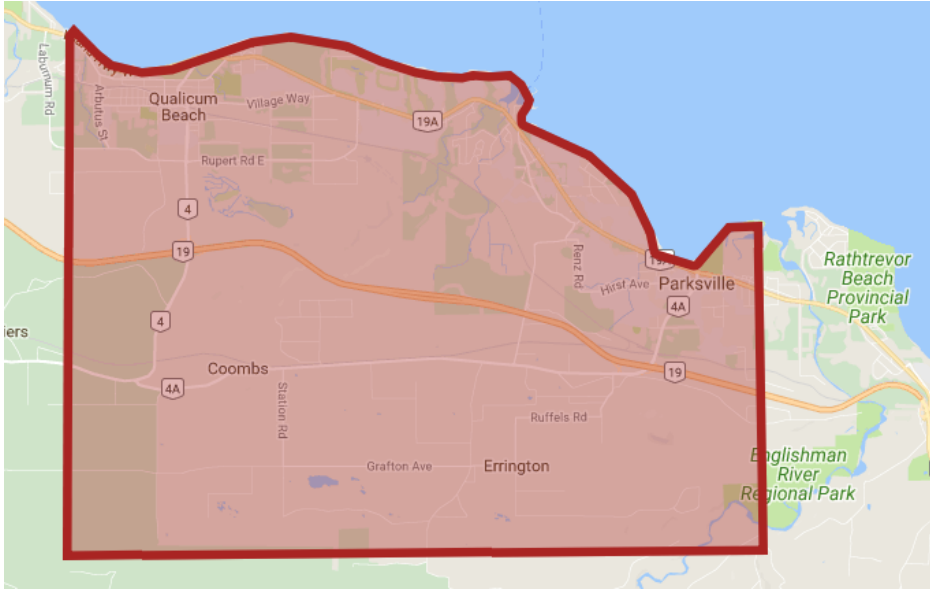 Laburnum Rd
Arbutus St
Qualicum
Beach
Village Way
19A
Rupert Rd E
4
19
Renz Rd
19A
Hirst Ave
Parksville
4A
Rathtrevor
Beach
Provincial
Park
4
iers
Coombs
19
4A
Station Rd
Ruffels Rd
Grafton Ave
Errington
Englishman
River
Regional Park